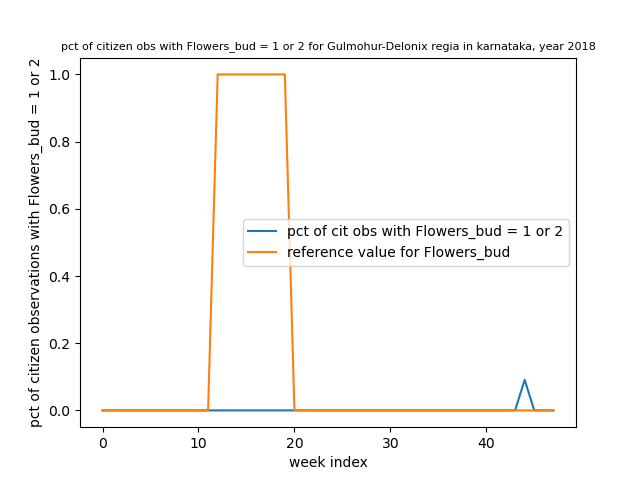 pct of citizen obs with Flowers_bud = 1 or 2 for Gulmohur-Delonix regia in karnataka, year 2018
pct of citizen observations with Flowers_bud = 1 or 2
1.0
0.8
0.6
0.4
0.2
0.0
pct of cit obs with Flowers_bud = 1 or 2
reference value for Flowers_bud
0 10 20 30 40
week index